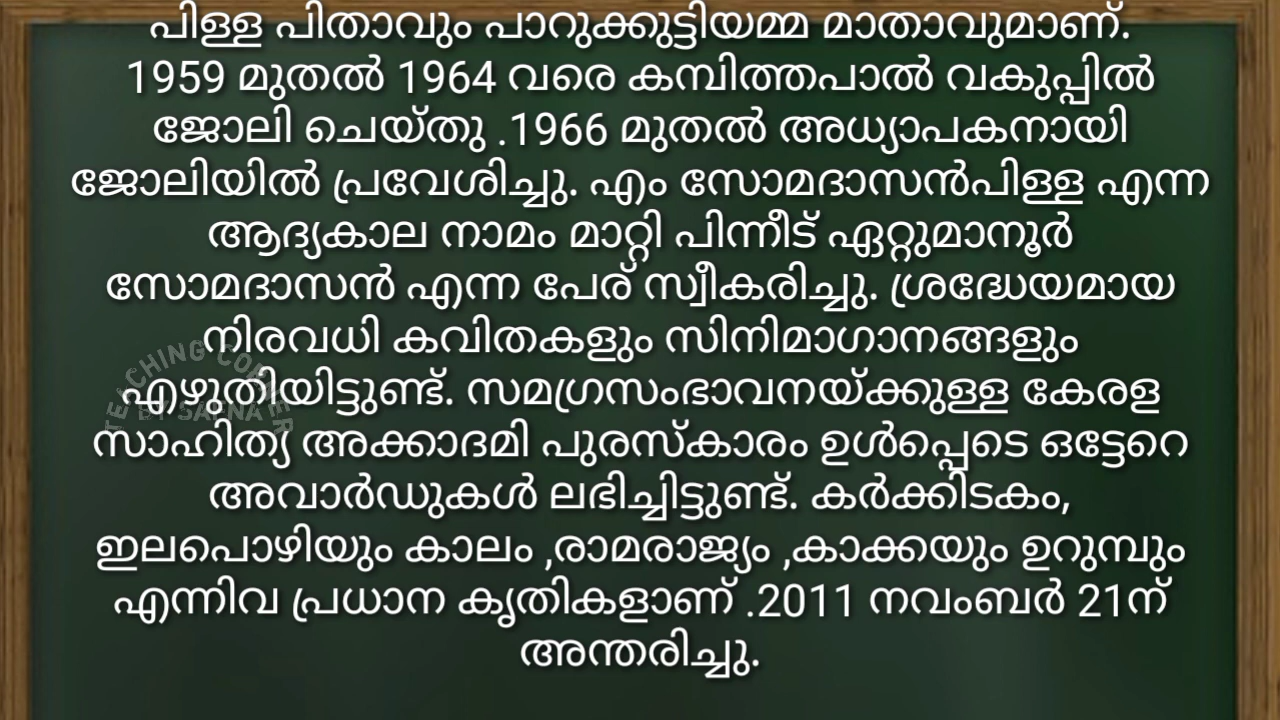 പിള്ള പിതാവും പാറുക്കുട്ടിയമ്മ മാതാവുമാണ്.
1959 മുതൽ 1964 വരെ കമ്പിത്തപാൽ വകുപ്പിൽ
ജോലി ചെയ്തു .1966 മുതൽ അധ്യാപകനായി
ജോലിയിൽ പ്രവേശിച്ചു. എം സോമദാസൻപിള്ള എന്ന
ആദ്യകാല നാമം മാറ്റി പിന്നീട് ഏറ്റുമാനൂർ
സോമദാസൻ എന്ന പേര് സ്വീകരിച്ചു. ശ്രദ്ധേയമായ
നിരവധി കവിതകളും സിനിമാഗാനങ്ങളും
എഴുതിയിട്ടുണ്ട്. സമഗ്രസംഭാവനയ്ക്കുള്ള കേരള
സാഹിത്യ അക്കാദമി പുരസ്കാരം ഉൾപ്പെടെ ഒട്ടേറെ
അവാർഡുകൾ ലഭിച്ചിട്ടുണ്ട്. കർക്കിടകം,
ഇലപൊഴിയും കാലം ,രാമരാജ്യം ,കാക്കയും ഉറുമ്പും
എന്നിവ പ്രധാന കൃതികളാണ് .2011 നവംബർ 21ന്
അന്തരിച്ചു.
TEACHING CORNER